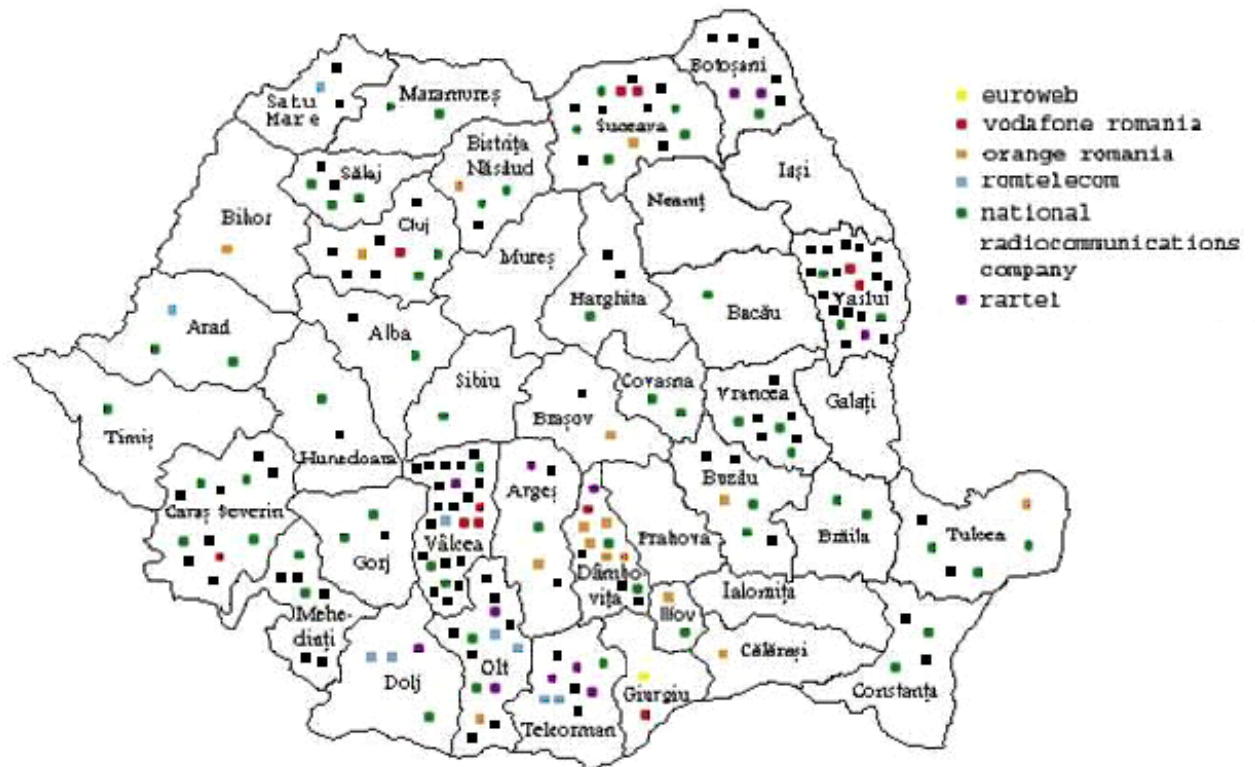 Botoșani
Satu
Mare
Maramureș
Suceava
Bistrița
Năsăud
Sălaj
Iași
Neamț
Bihor
Cluj
Mureș
Harghita
Vaslui
Bacău
Arad
Alba
Sibiu
Covasna
Vrancea
Galați
Brașov
Timiș
Hunedoara
Buzău
Argeș
Caraș Severin
Prahova
Brăila
Tulcea
Vâlcea
Gorj
Dâmbo-
vița
Ialomița
Mehe-
dinți
Ilfov
Călărași
Olt
Dolj
Giurgiu
Constanța
Teleorman
euroweb
vodafone romania
orange romania
romtelecom
national
radiocommunications
company
rartel